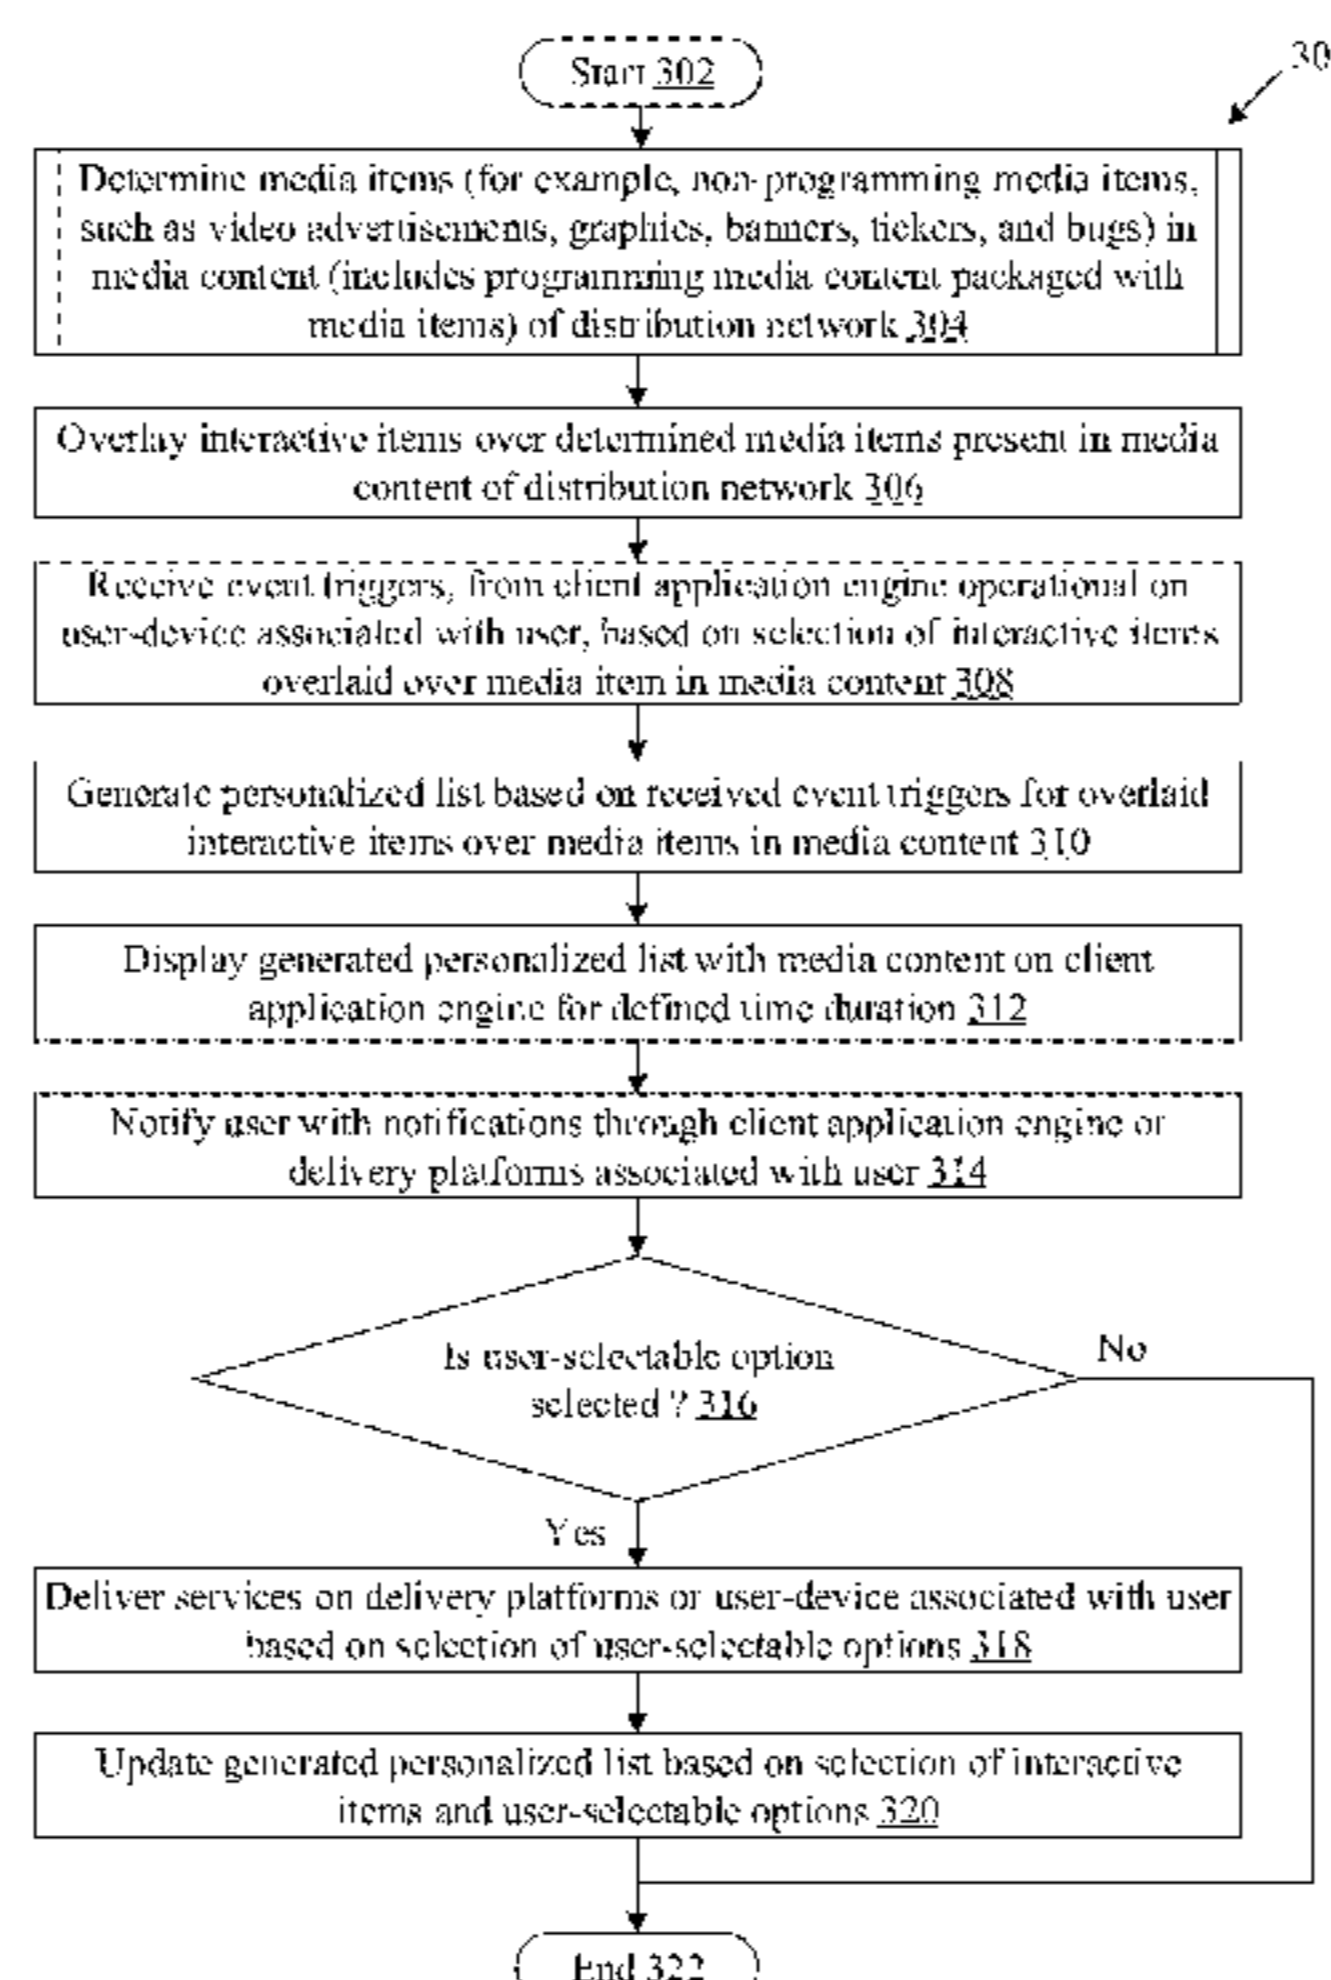 Start 302
30
Determine media items (for example, non-programming media items,
such as video advertisements, graphics, banners, tickers, and bugs) in
media content (includes programming media content packaged with
media items) of distribution network 304
Overlay interactive items over determined media items present in media
content of distribution network 306
Receive event triggers, from client application engine operational on
user-device associated with user, based on selection of interactive items
overlaid over media item in media content 308
Generate personalized list based on received event triggers for overlaid
interactive items over media items in media content 310
Display generated personalized list with media content on client
application engine for defined time duration 312
Notify user with notifications through client application engine or
delivery platforms associated with user 314
Is user-selectable option
selected ? 316
No
Yes
Deliver services on delivery platforms or user-device associated with user
based on selection of user-selectable options 318
Update generated personalized list based on selection of interactive
items and user-selectable options 320
End 322